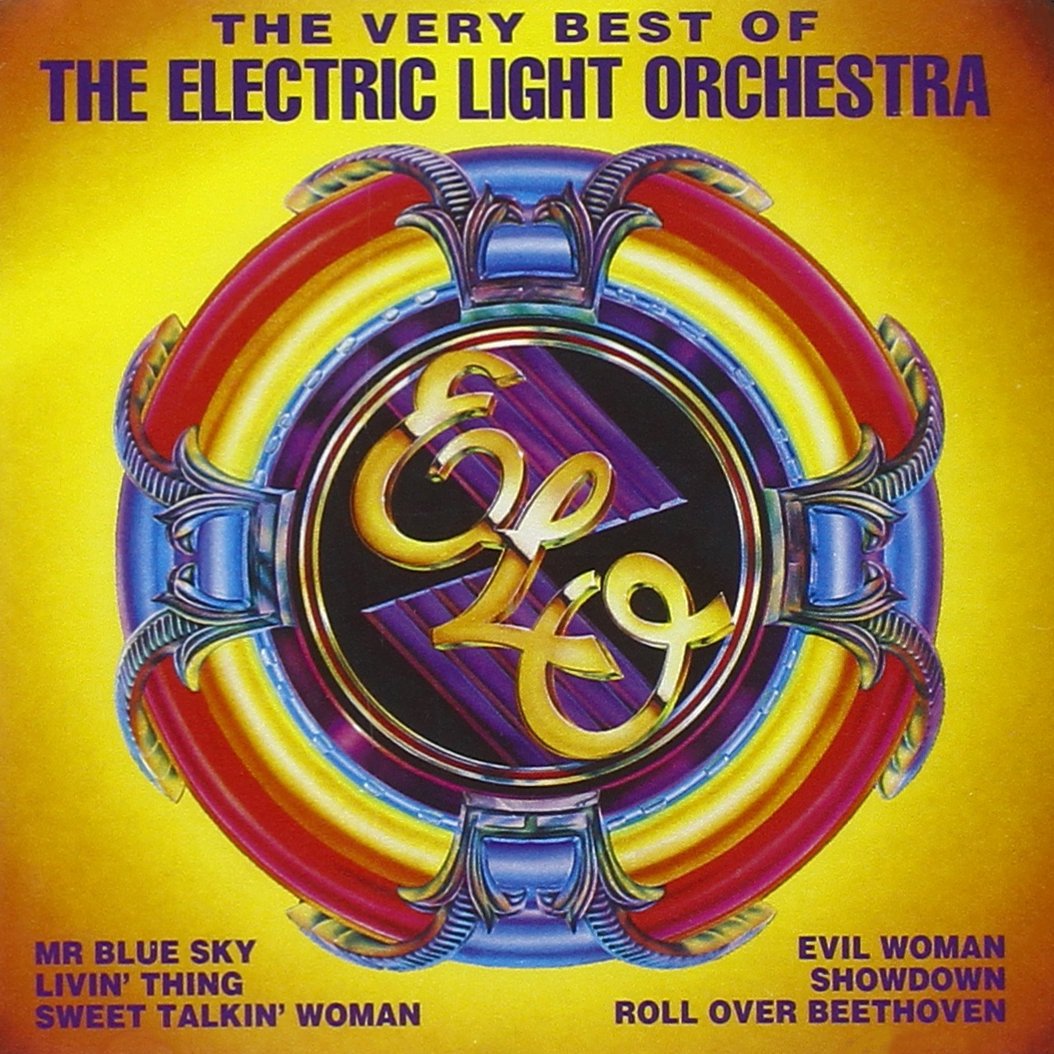 THE VERY BEST OF
THE ELECTRIC LIGHT ORCHESTRA
ELO
MR BLUE SKY
LIVIN' THING
SWEET TALKIN' WOMAN
EVIL WOMAN
SHOWDOWN
ROLL OVER BEETHOVEN